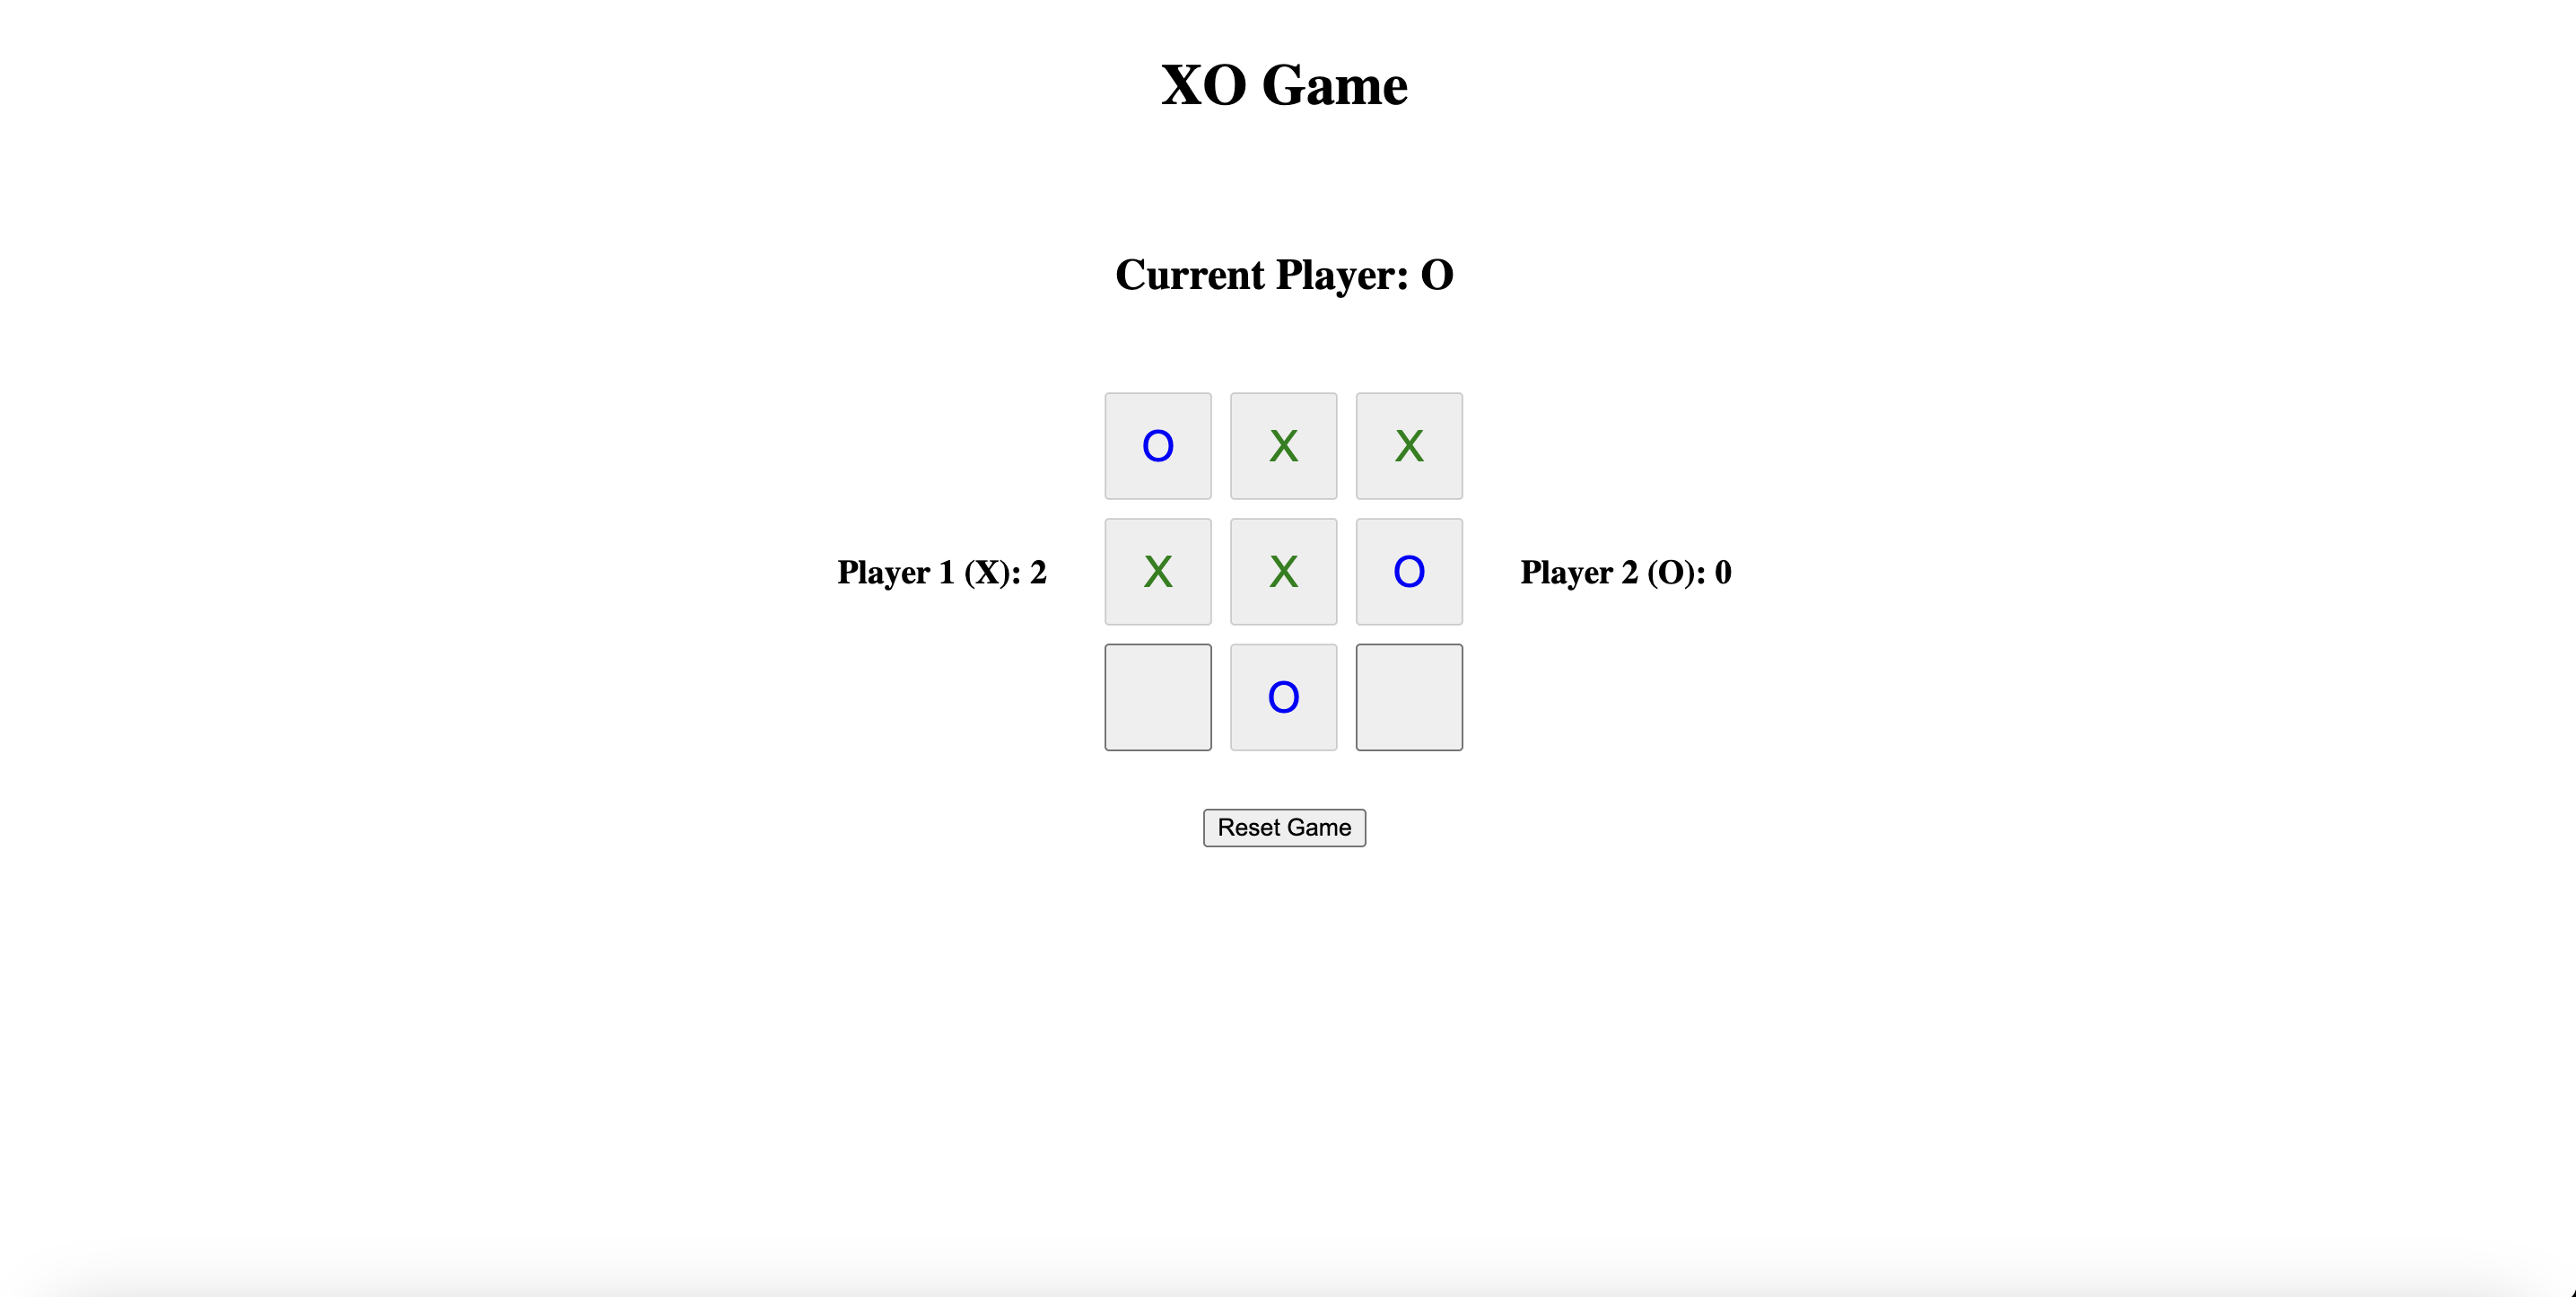 XO Game
Current Player: O
O X X
Player 1 (X): 2 X X O Player 2 (O): 0
O
Reset Game